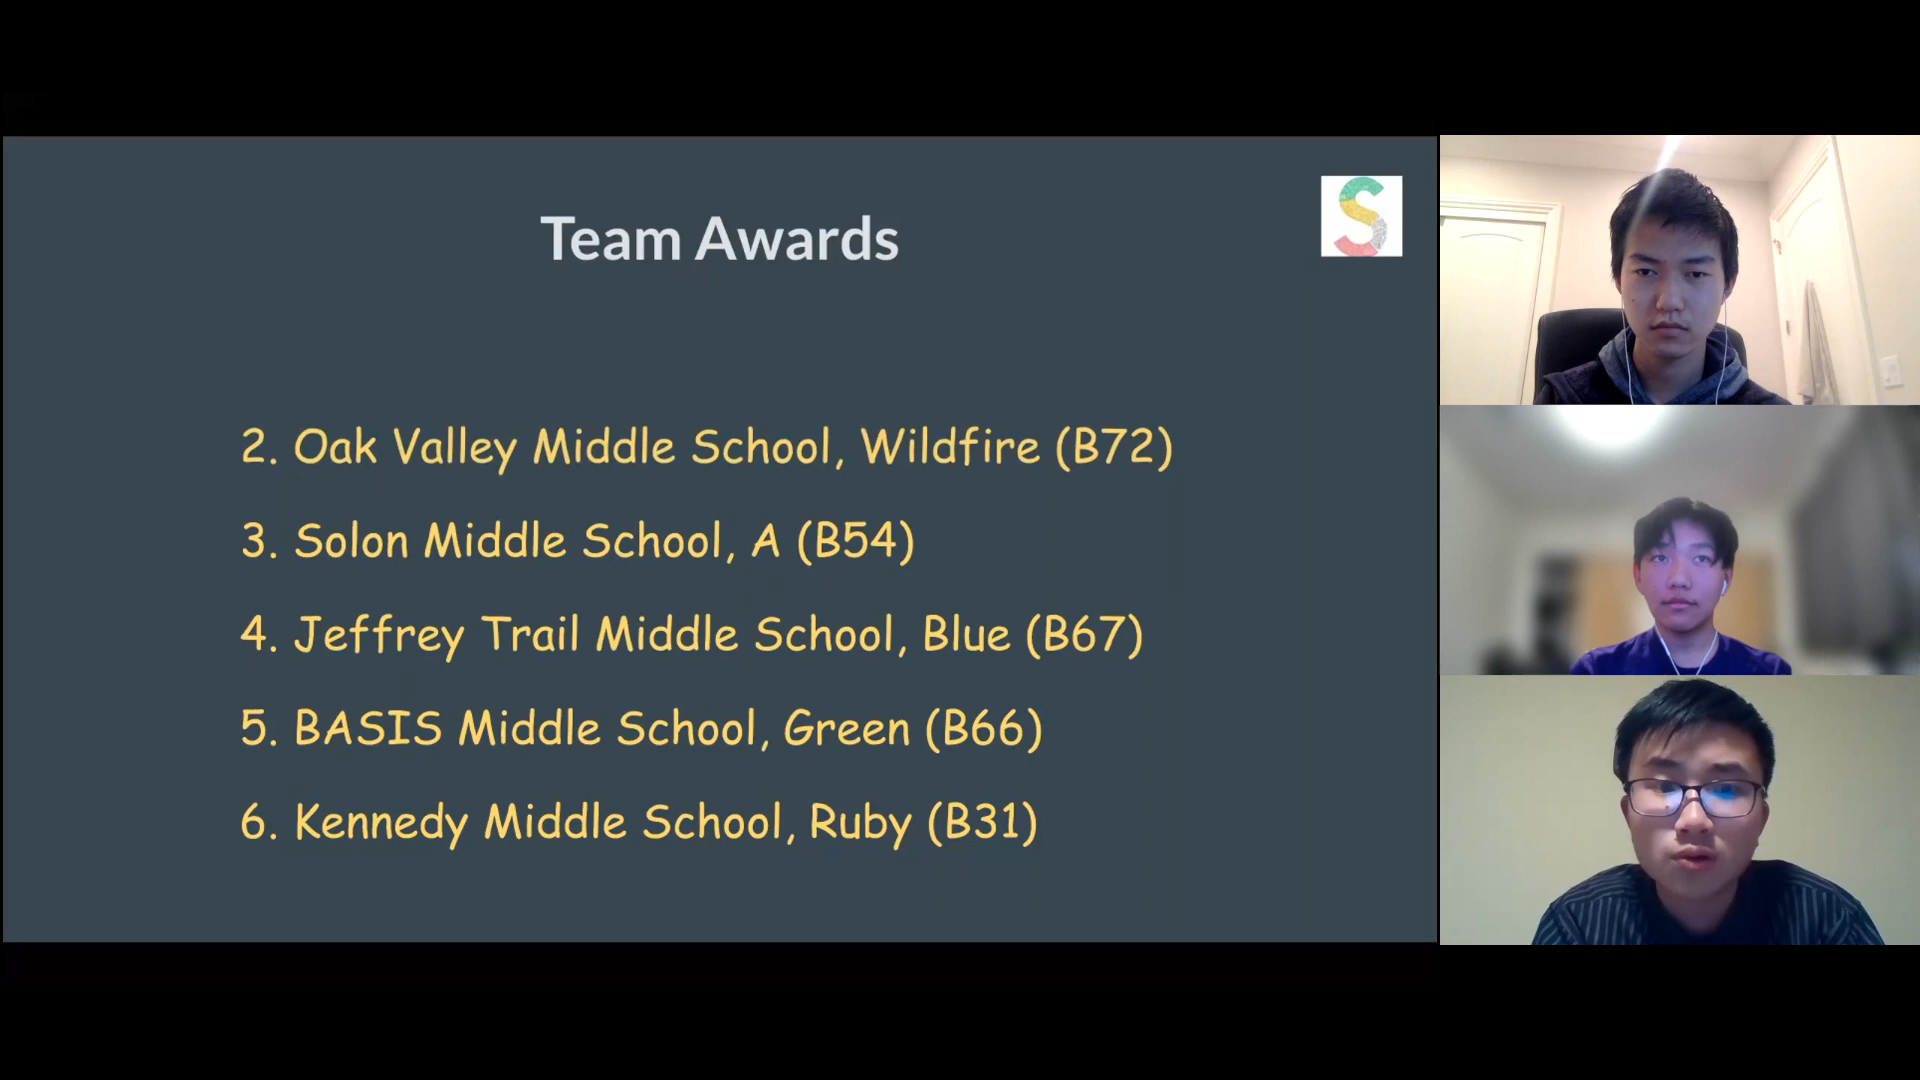 Team Awards
2. Oak Valley Middle School, Wildfire (B72)
3. Solon Middle School, A (B54)
4. Jeffrey Trail Middle School, Blue (B67)
5. BASIS Middle School, Green (B66)
6. Kennedy Middle School, Ruby (B31)